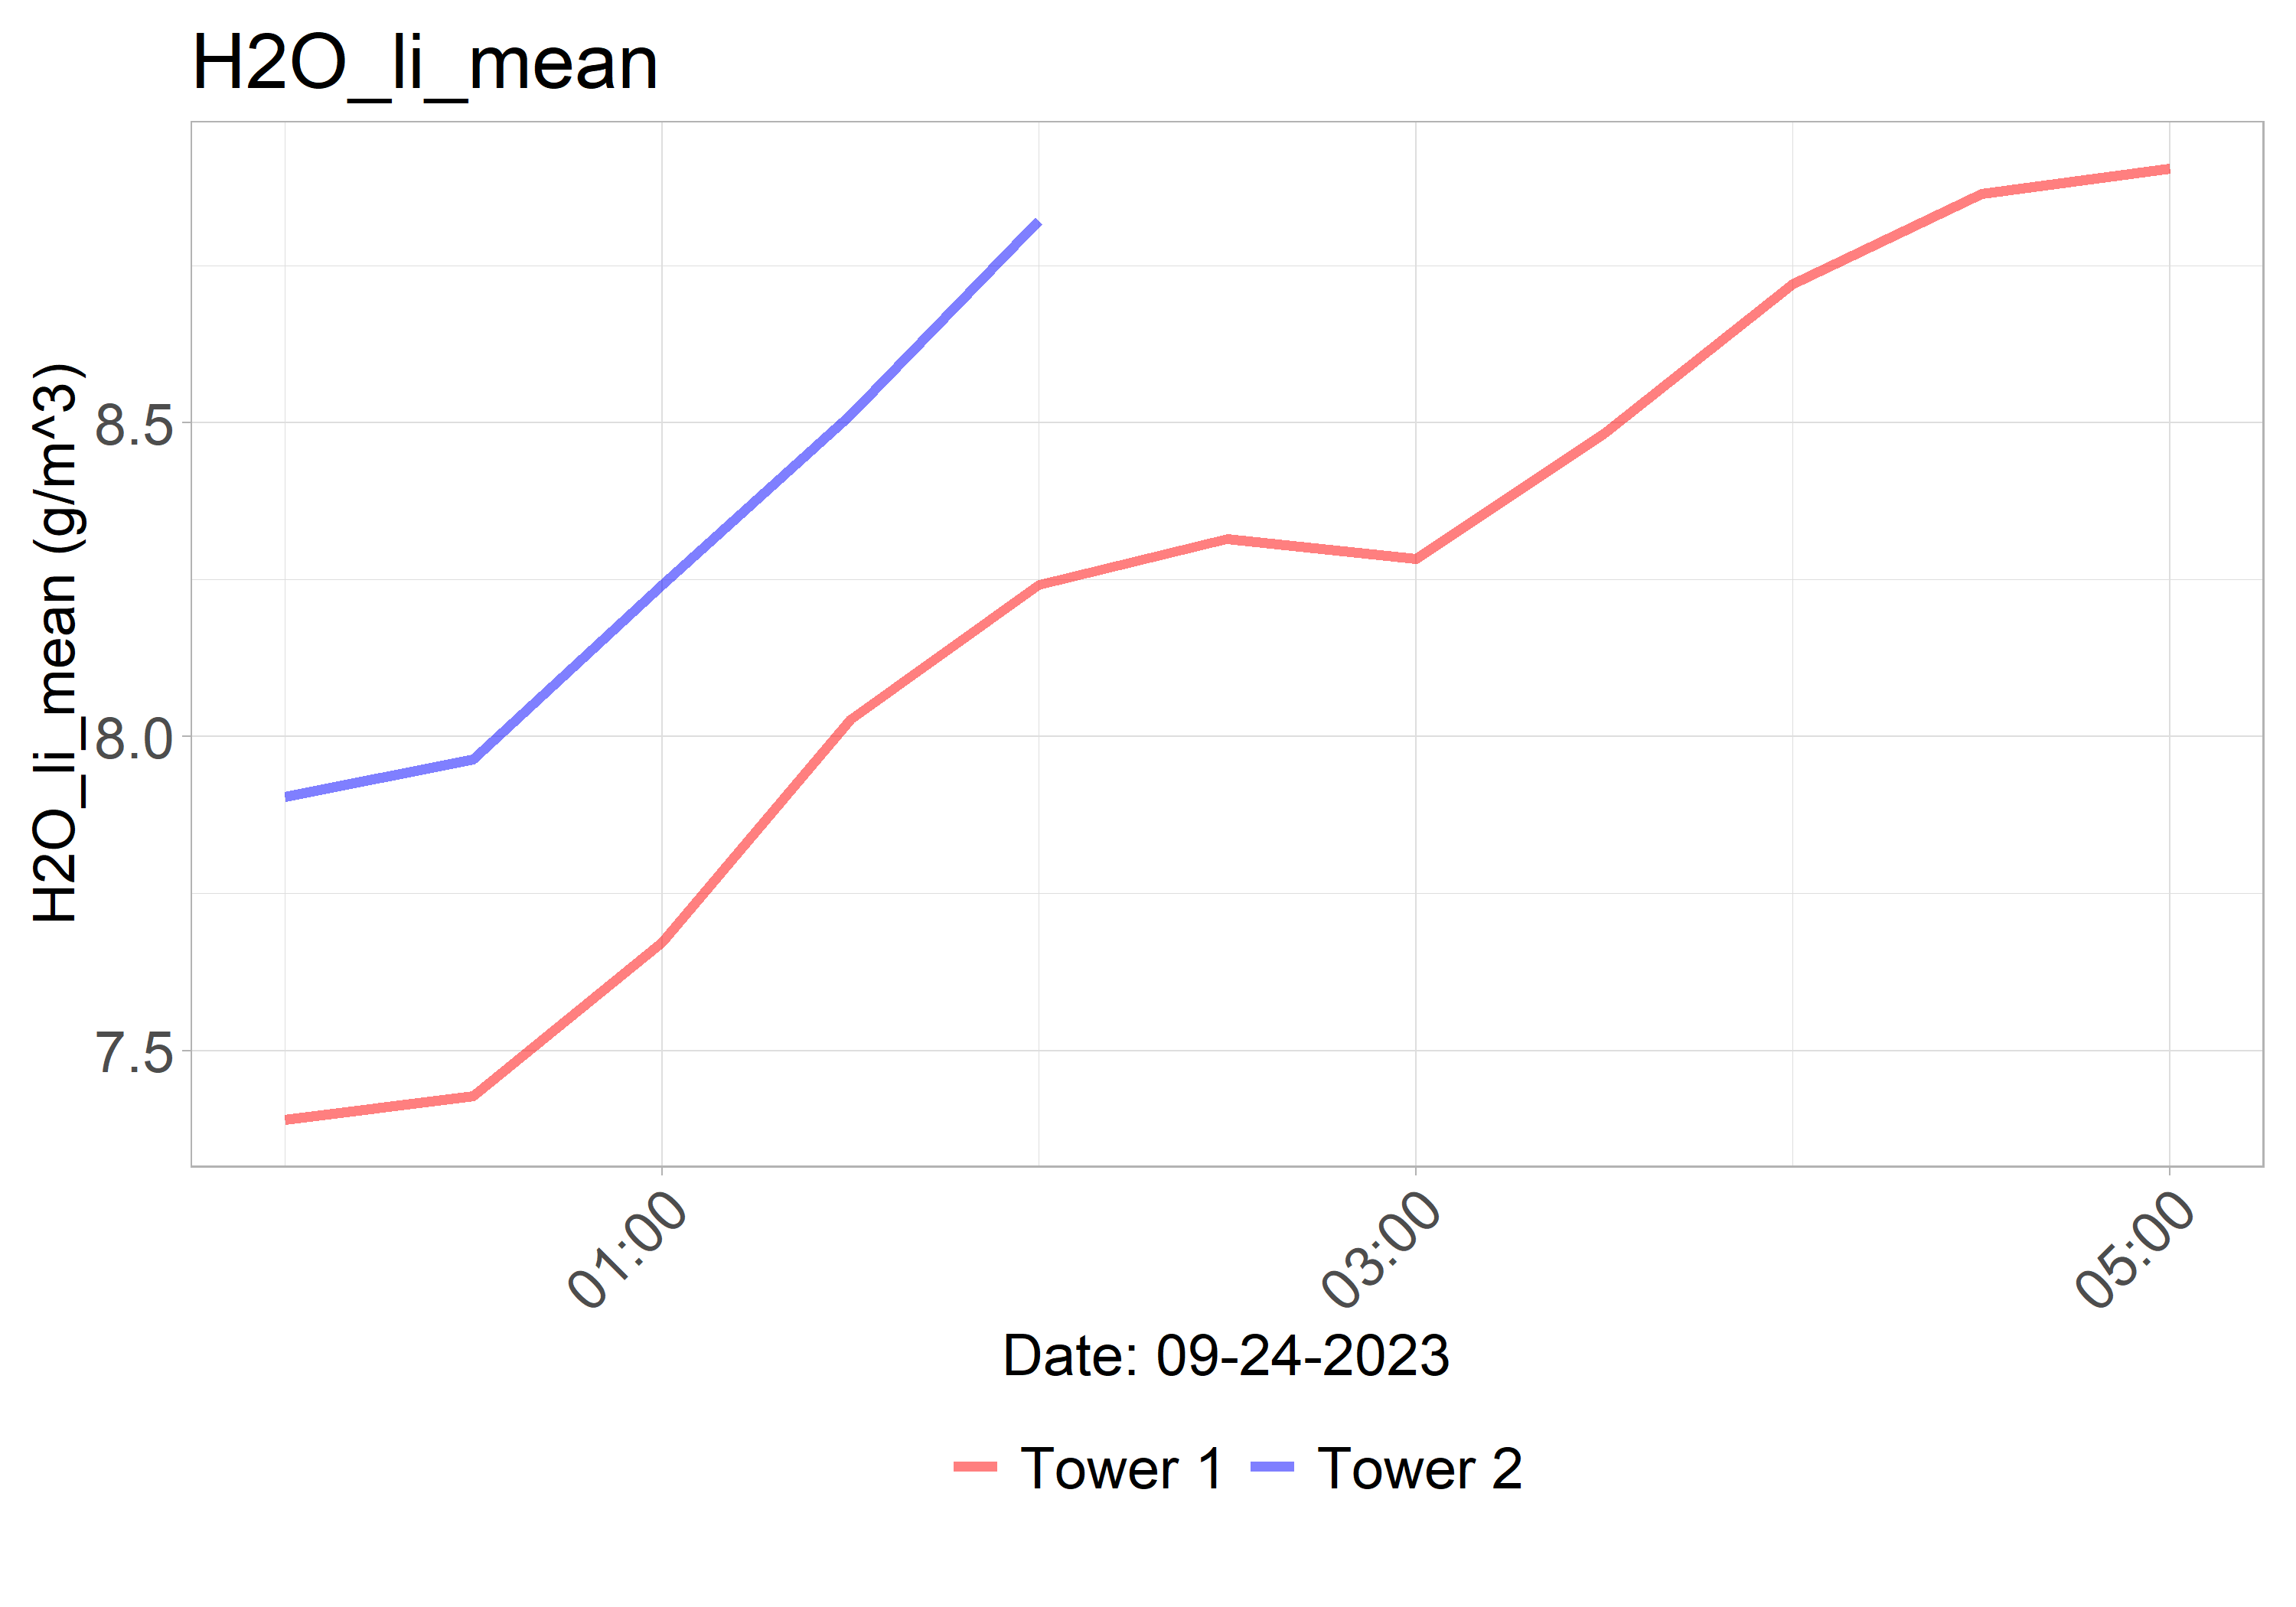 H2O_li_mean
H2O_li_mean (g/m^3)
8.5
8.0
7.5
01:00
03:00
05:00
Date: 09-24-2023
Tower 1
Tower 2